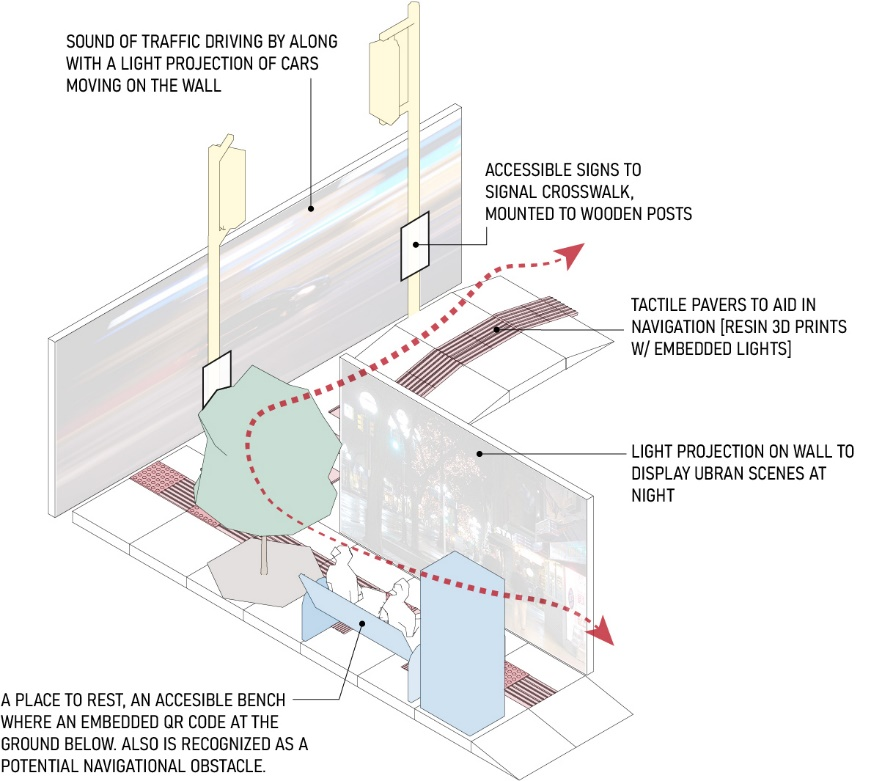 SOUND OF TRAFFIC DRIVING BY ALONG
WITH A LIGHT PROJECTION OF CARS
MOVING ON THE WALL
ACCESSIBLE SIGNS TO
SIGNAL CROSSWALK,
MOUNTED TO WOODEN POSTS
TACTILE PAVERS TO AID IN
NAVIGATION [RESIN 3D PRINTS
W/ EMBEDDED LIGHTS]
LIGHT PROJECTION ON WALL TO
DISPLAY UBRAN SCENES AT
NIGHT
A PLACE TO REST, AN ACCESIBLE BENCH
WHERE AN EMBEDDED QR CODE AT THE
GROUND BELOW. ALSO IS RECOGNIZED AS A
POTENTIAL NAVIGATIONAL OBSTACLE.